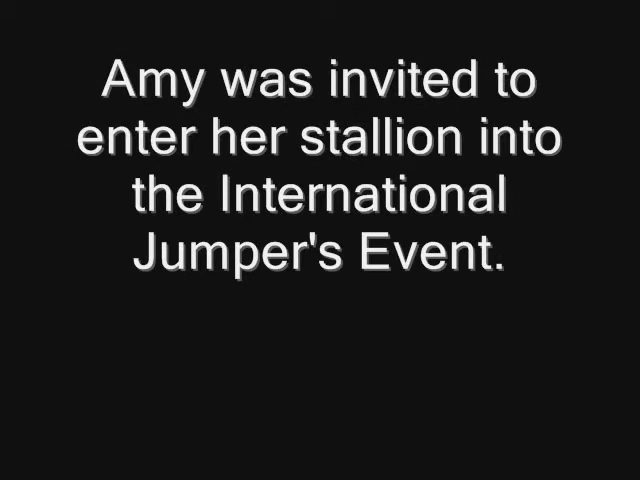 Amy was invited to
enter her stallion into
the International
Jumper's Event.